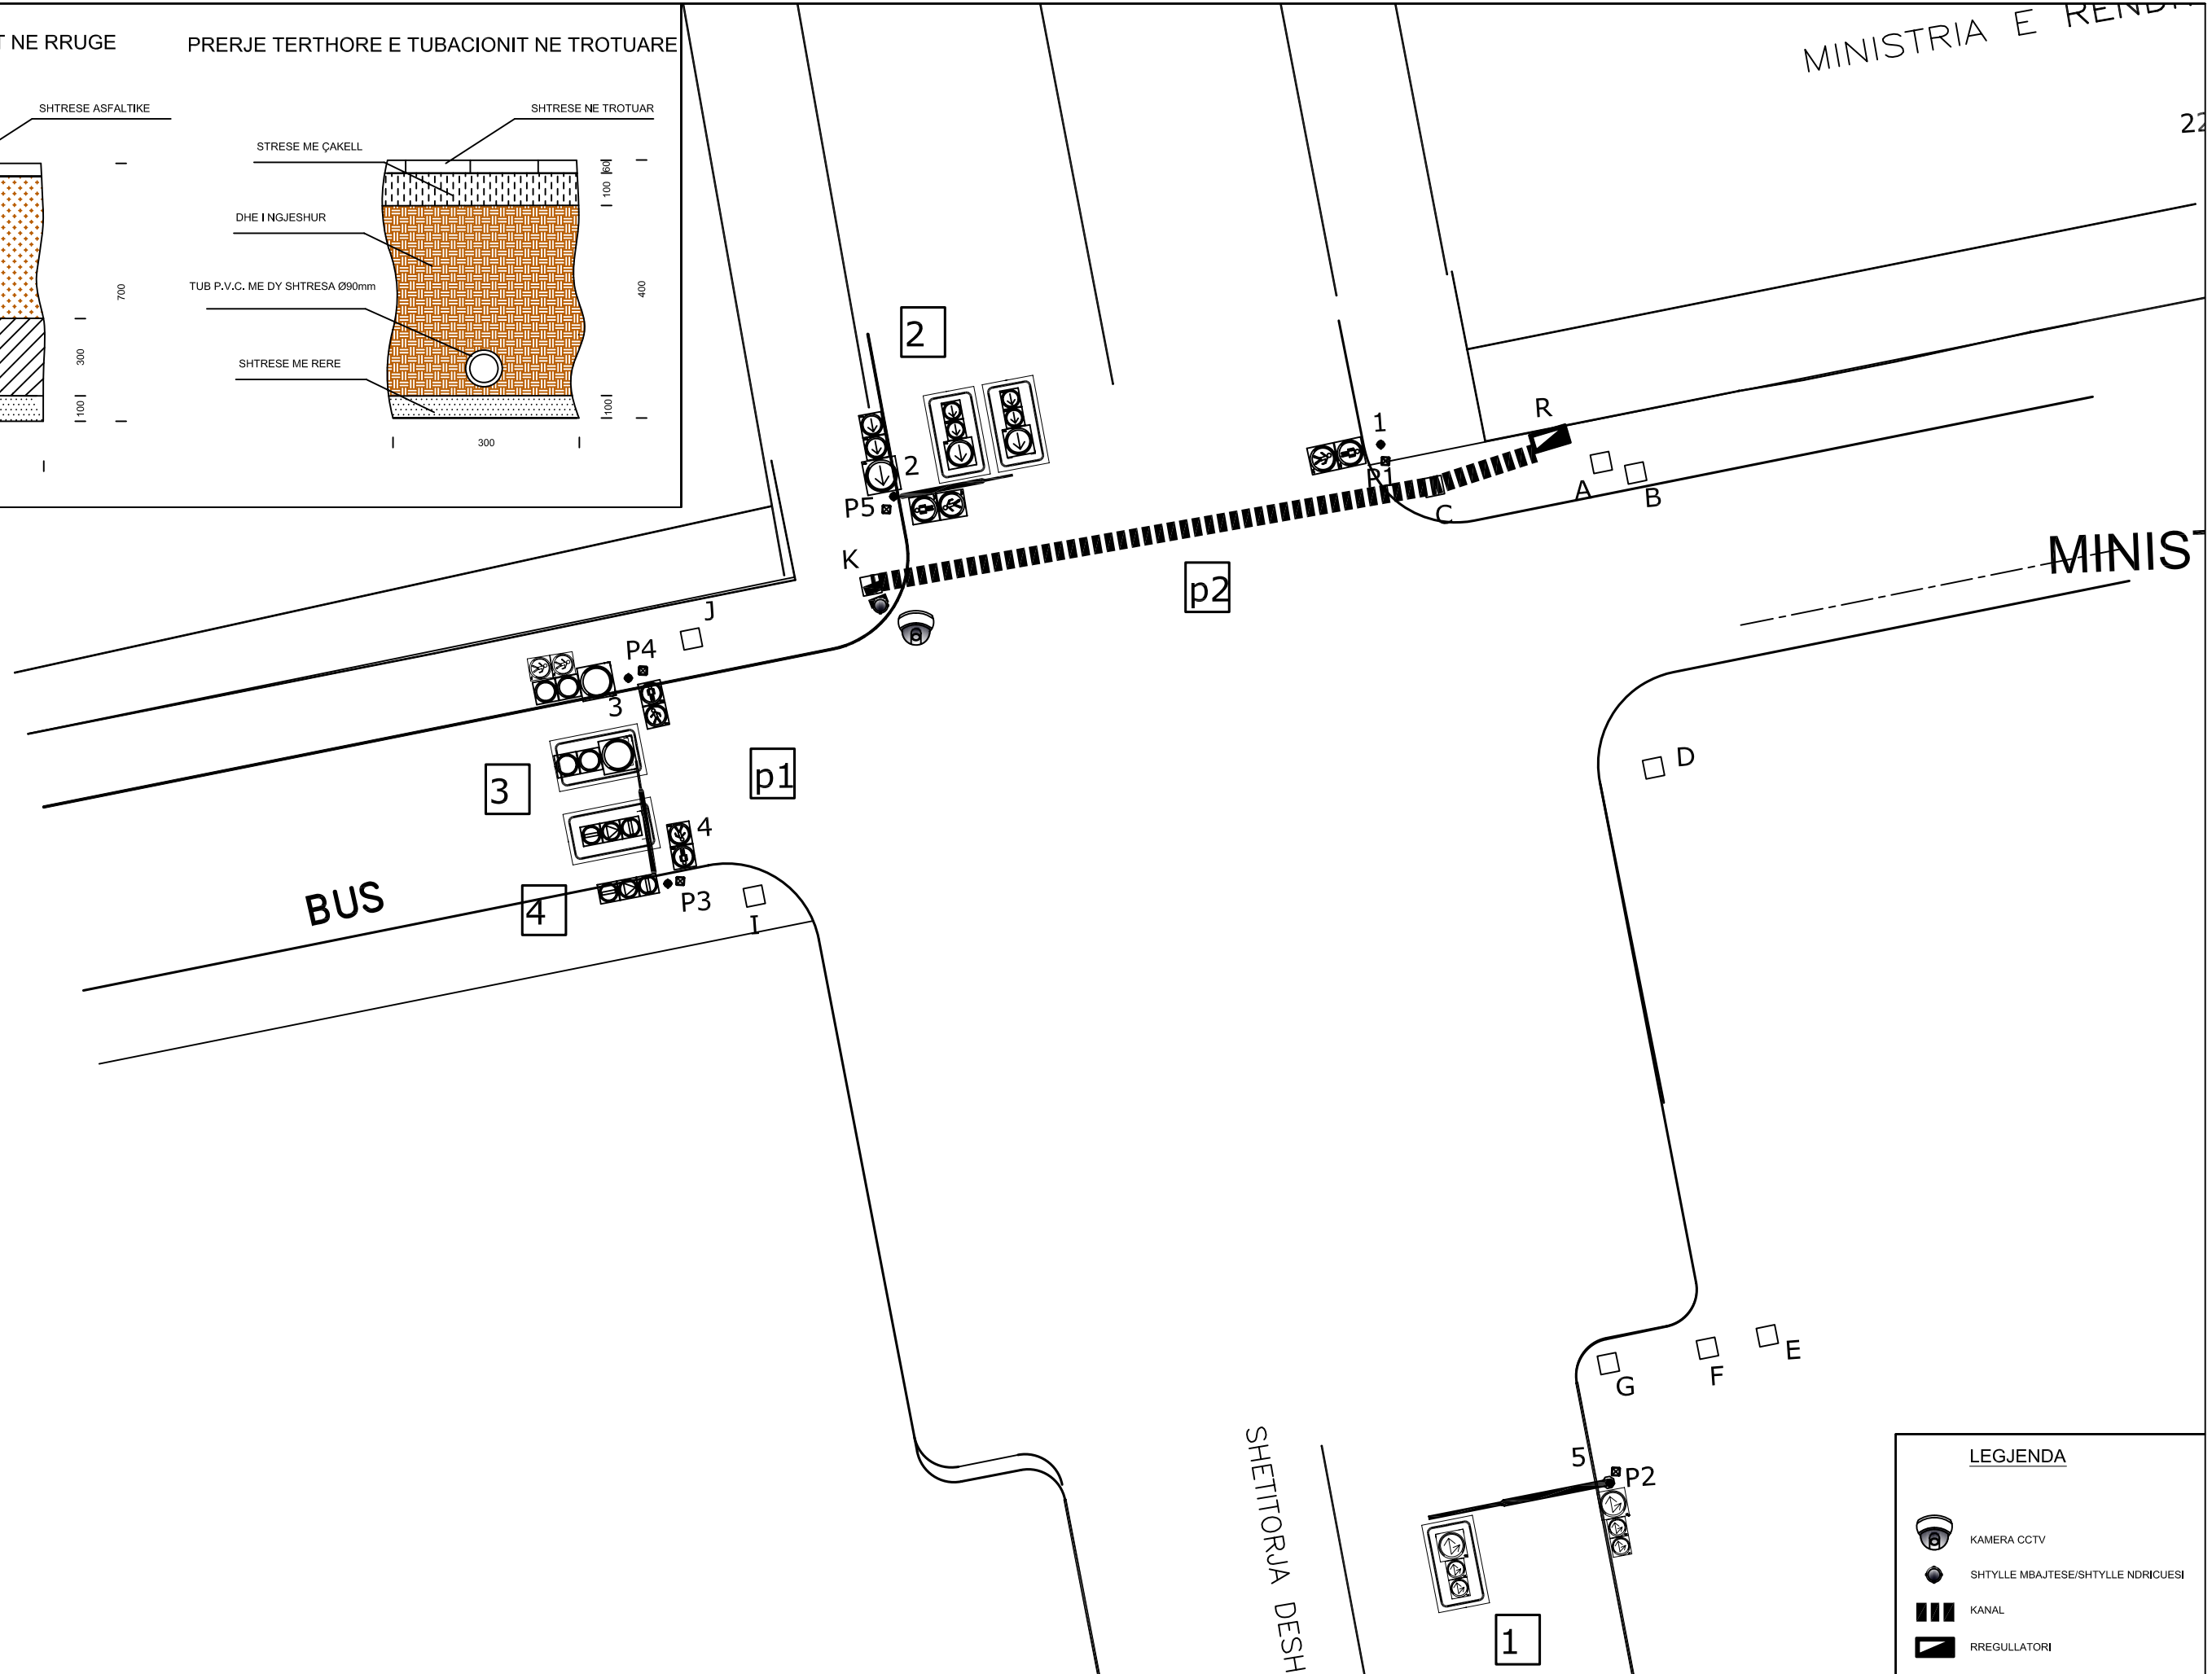 T NE RRUGE
PRERJE TERTHORE E TUBACIONIT NE TROTUARE
SHTRESE ASFALTIKE
SHTRESE NE TROTUAR
STRESE ME ÇAKELL
DHE I NGJESHUR
TUB P.V.C. ME DY SHTRESA Ø90mm
SHTRESE ME RERE
700
300
100
60
100
400
100
300
MINISTRIA E
22
2
2
P5
K
1
R1
C
R
A
B
p2
J
P4
3
3
p1
4
4
P3
I
BUS
D
E
F
G
5
P2
1
SHETITORJA DESH
LEGJENDA
KAMERA CCTV
SHTYLLE MBAJTESE/SHTYLLE NDRICUESI
KANAL
RREGULLATORI